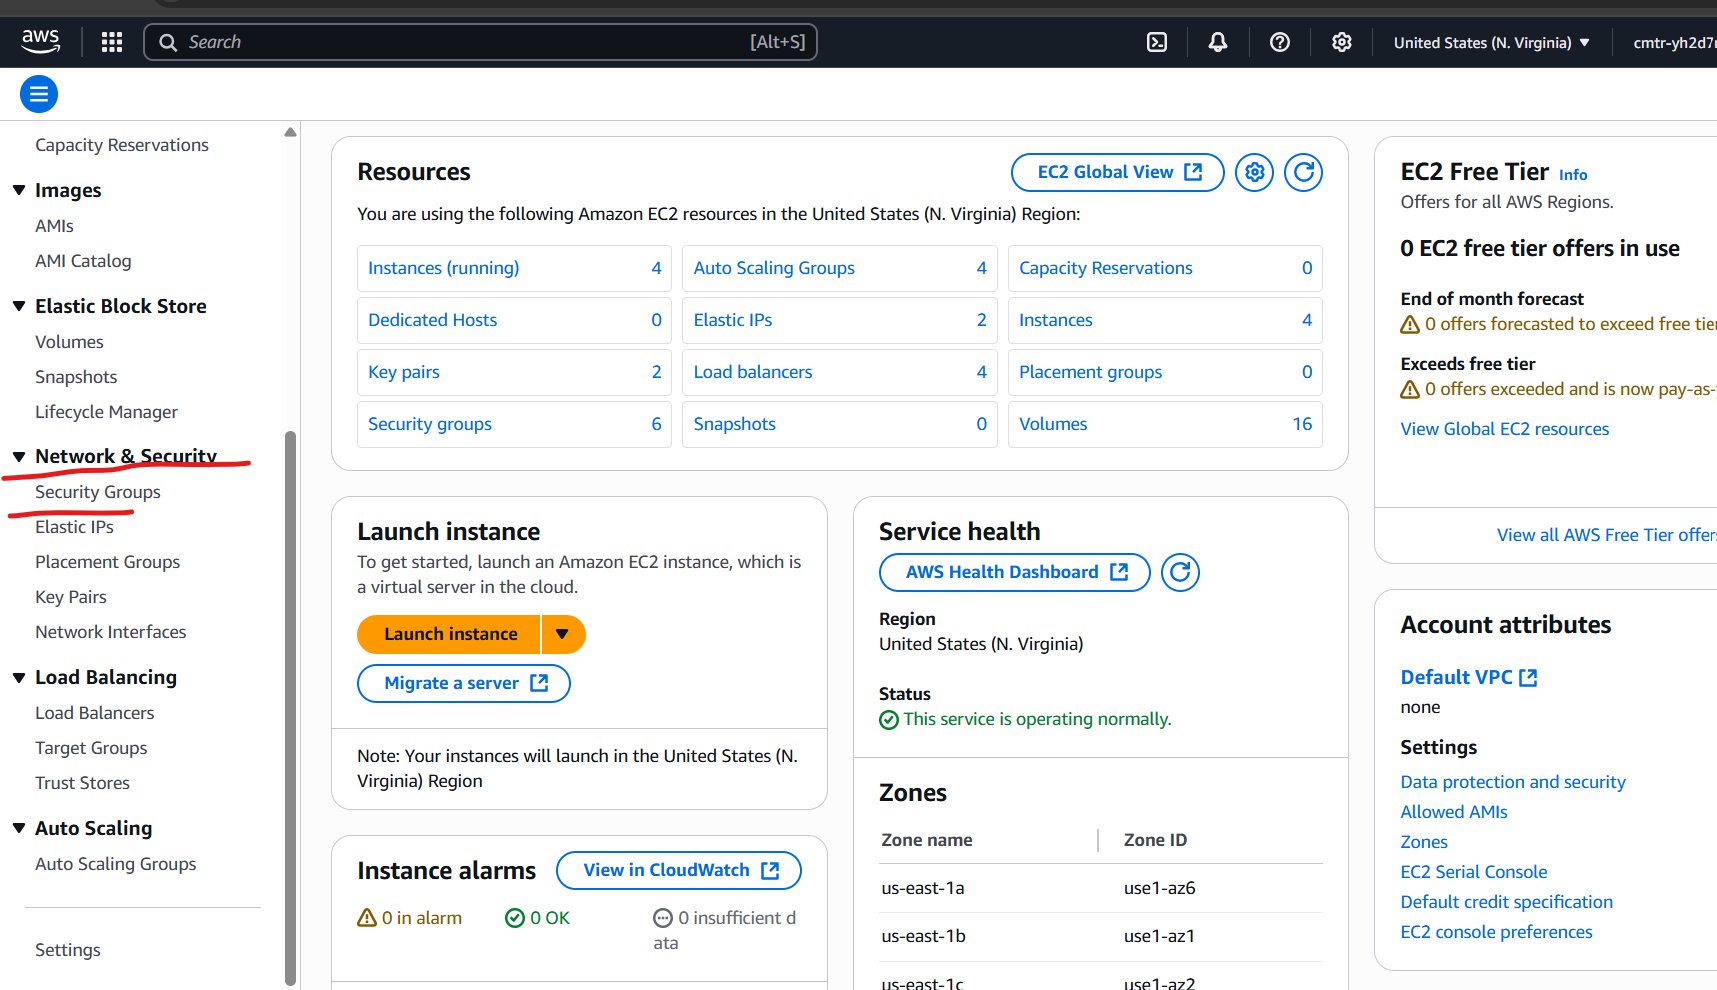 aws
Search
[Alt+S]
United States (N. Virginia)
Capacity Reservations
Images
AMIs
AMI Catalog
Elastic Block Store
Volumes
Snapshots
Lifecycle Manager
Network & Security
Security Groups
Elastic IPs
Placement Groups
Key Pairs
Network Interfaces
Load Balancing
Load Balancers
Target Groups
Trust Stores
Auto Scaling
Auto Scaling Groups
Settings
Resources
EC2 Global View
You are using the following Amazon EC2 resources in the United States (N. Virginia) Region:
Instances (running) 4
Auto Scaling Groups 4
Capacity Reservations 0
Dedicated Hosts 0
Elastic IPs 2
Instances 4
Key pairs 2
Load balancers 4
Placement groups 0
Security groups 6
Snapshots 0
Volumes 16
Launch instance
To get started, launch an Amazon EC2 instance, which is
a virtual server in the cloud.
Launch instance
Migrate a server
Note: Your instances will launch in the United States (N.
Virginia) Region
Instance alarms
View in CloudWatch
0 in alarm
0 OK
0 insufficient d
ata
Service health
AWS Health Dashboard
Region
United States (N. Virginia)
Status
This service is operating normally.
Zones
Zone name
Zone ID
us-east-1a
use1-az6
us-east-1b
use1-az1
us-east-1c
use1-az2
EC2 Free Tier Info
Offers for all AWS Regions.
0 EC2 free tier offers in use
End of month forecast
0 offers forecasted to exceed free
Exceeds free tier
0 offers exceeded and is now pay-as-
View Global EC2 resources
View all AWS Free Tier
Account attributes
Default VPC
none
Settings
Data protection and security
Allowed AMIs
Zones
EC2 Serial Console
Default credit specification
EC2 console preferences